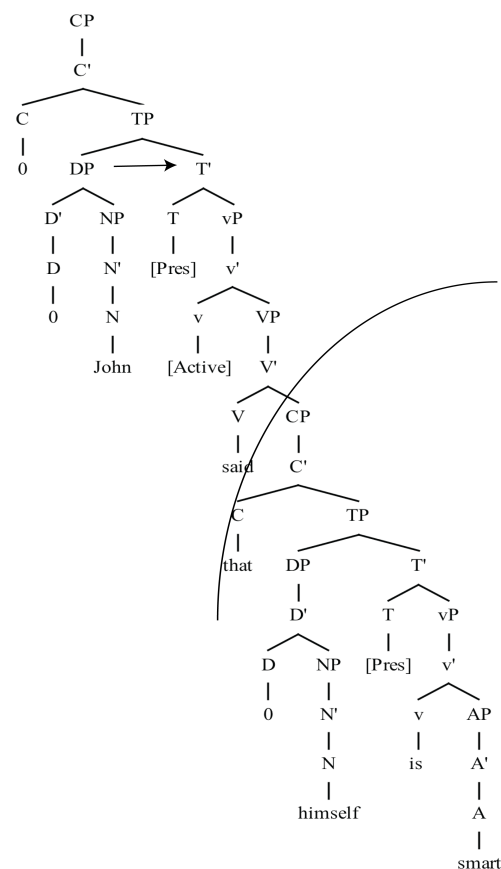 CP
C'
C TP
0 DP T'
D' NP T vP
D N' [Pres] v'
0 N v VP
John [Active] V'
V CP
said C'
C TP
that DP T'
D' T vP
D NP [Pres] v'
0 N' v AP
N is A'
himself A
smart